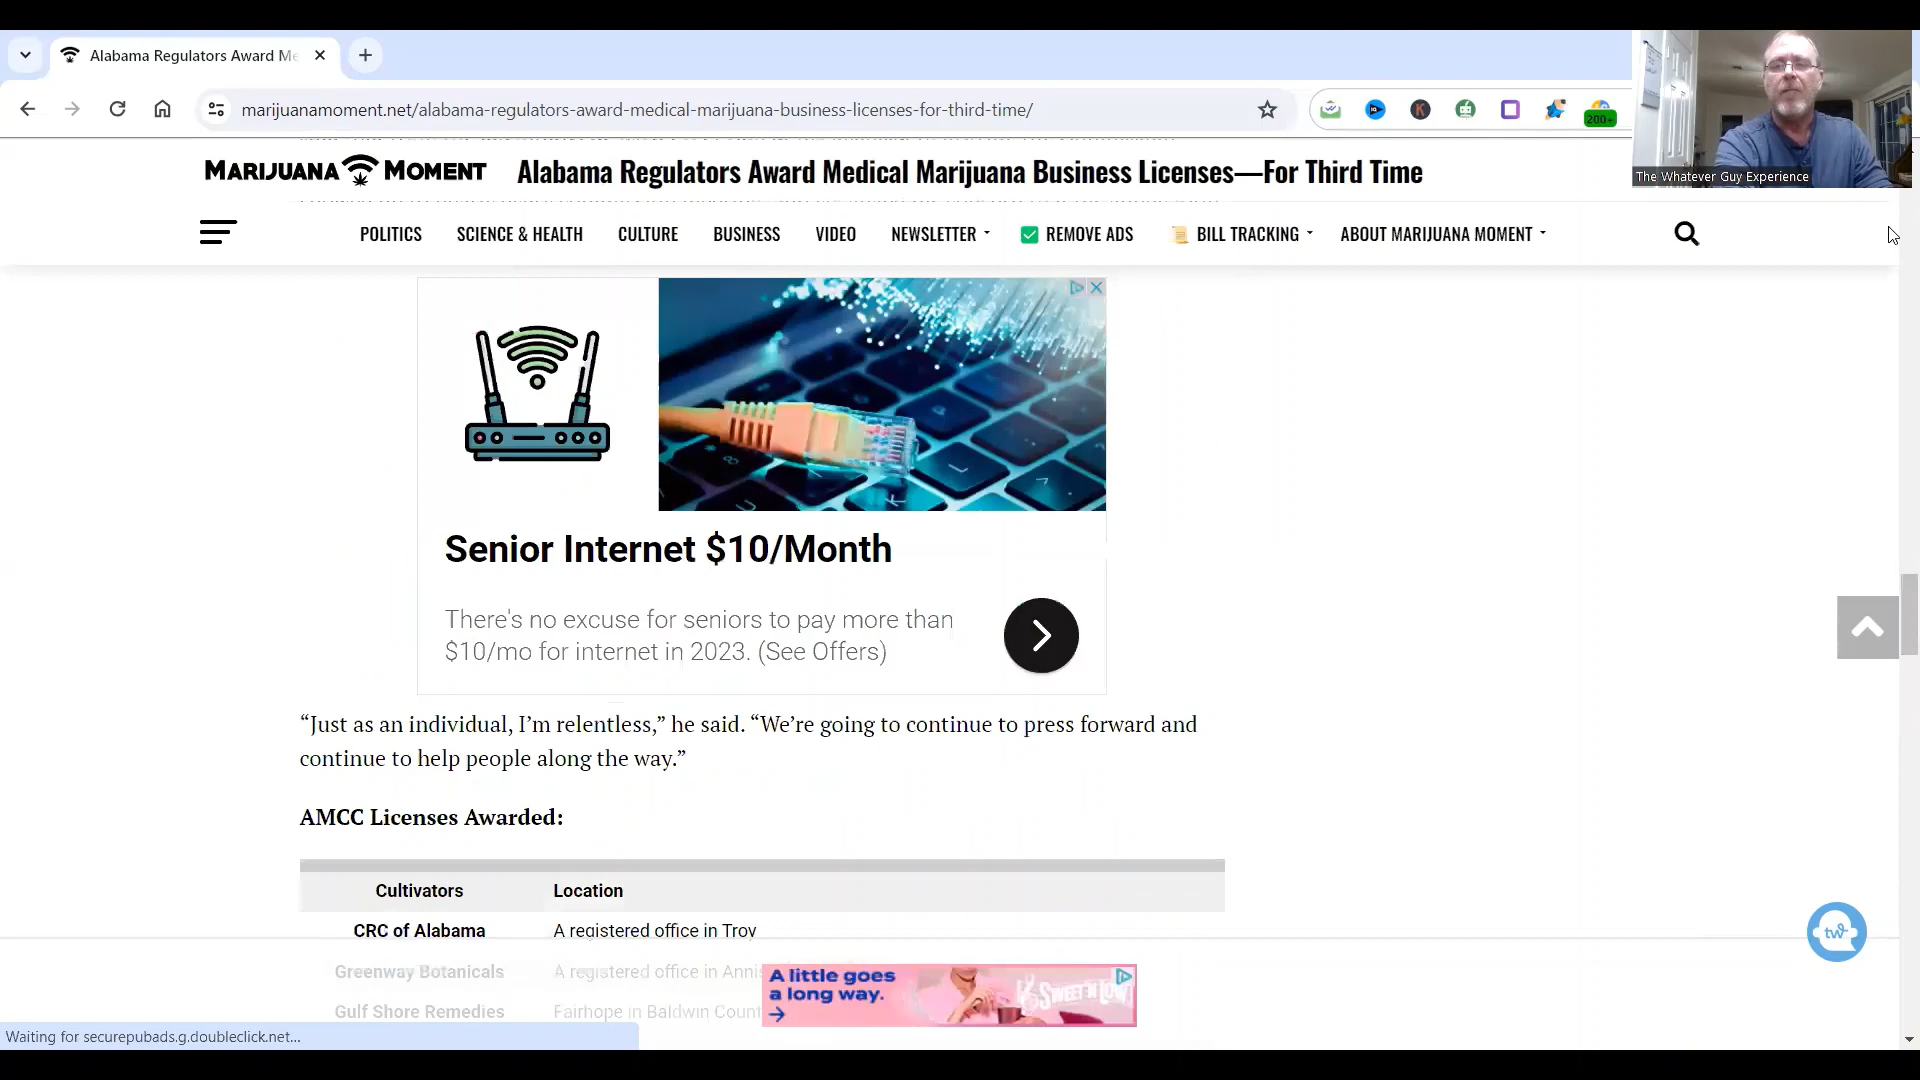 Alabama Regulators Award Me
marijuanamoment.net/alabama-regulators-award-medical-marijuana-business-licenses-for-third-time/
200+
The Whatever Guy Experience
MARIJUANA MOMENT
Alabama Regulators Award Medical Marijuana Business Licenses—For Third Time
POLITICS SCIENCE & HEALTH CULTURE BUSINESS VIDEO NEWSLETTER REMOVE ADS BILL TRACKING ABOUT MARIJUANA MOMENT
Senior Internet $10/Month
There's no excuse for seniors to pay more than
$10/mo for internet in 2023. (See Offers)
“Just as an individual, I’m relentless,” he said. “We’re going to continue to press forward and
continue to help people along the way.”
AMCC Licenses Awarded:
Cultivators Location
CRC of Alabama A registered office in Troy
Greenway Botanicals A registered office in Annis
Gulf Shore Remedies Fairhope in Baldwin Count
A little goes
a long way.
SWEET'N LOW
tw
Waiting for securepubads.g.doubleclick.net...